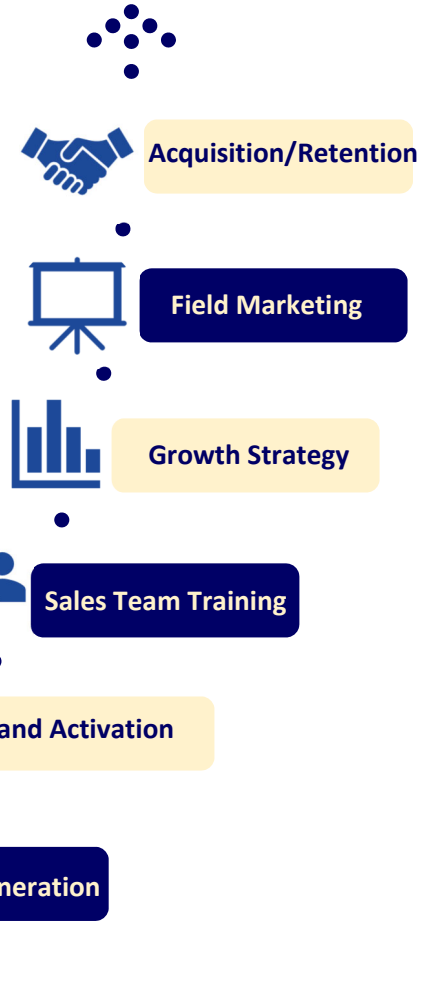 Acquisition/Retention
Field Marketing
Growth Strategy
Sales Team Training
and Activation
neration